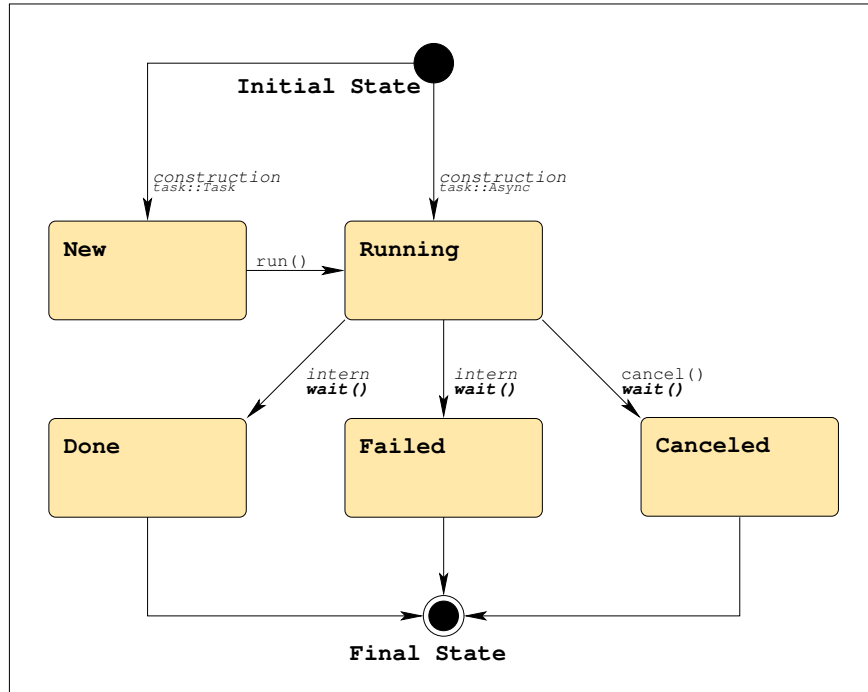 Initial State
construction
task::Task
construction
task::Async
New
run()
Running
intern
wait()
intern
wait()
cancel()
wait()
Done
Failed
Canceled
Final State